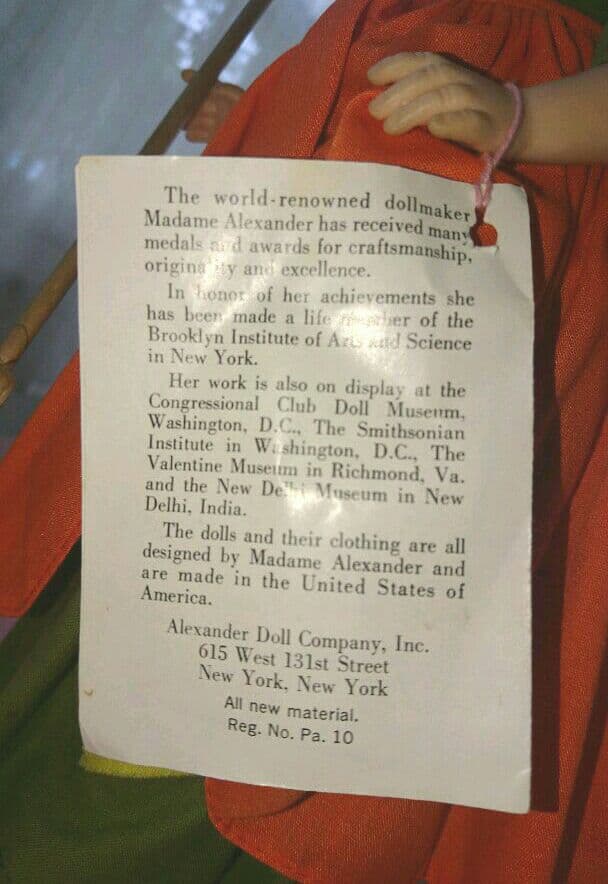 The world-renowned dollmaker
Madame Alexander has received many
medals and awards for craftsmanship,
originality and excellence.
In honor of her achievements she
has been made a life member of the
Brooklyn Institute of Arts and Science
in New York.
Her work is also on display at the
Congressional Club Doll Museum,
Washington, D.C., The Smithsonian
Institute in Washington, D.C., The
Valentine Museum in Richmond, Va.
and the New Delhi Museum in New
Delhi, India.
The dolls and their clothing are all
designed by Madame Alexander and
are made in the United States of
America.
Alexander Doll Company, Inc.
615 West 131st Street
New York, New York
All new material.
Reg. No. Pa. 10